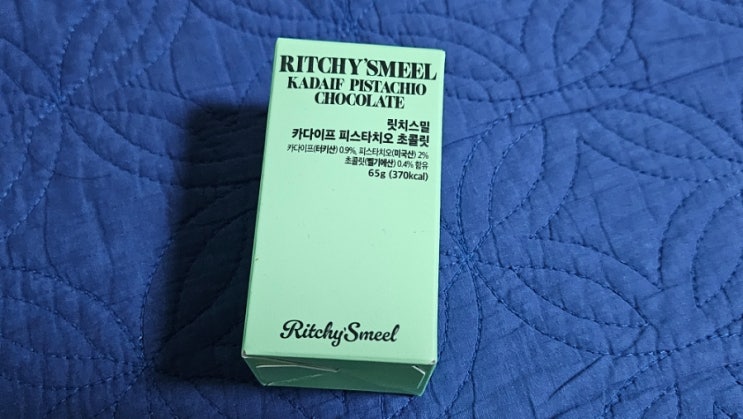 RITCHY'SMEEL
KADAIF PISTACHIO
CHOCOLATE
릿치스밀
카다이프 피스타치오 초콜릿
카다이프(터키산) 0.9%, 피스타치오(미국산) 2%
초콜릿(벨기에산) 0.4% 함유
65g (370kcal)
Ritchy'Smeel